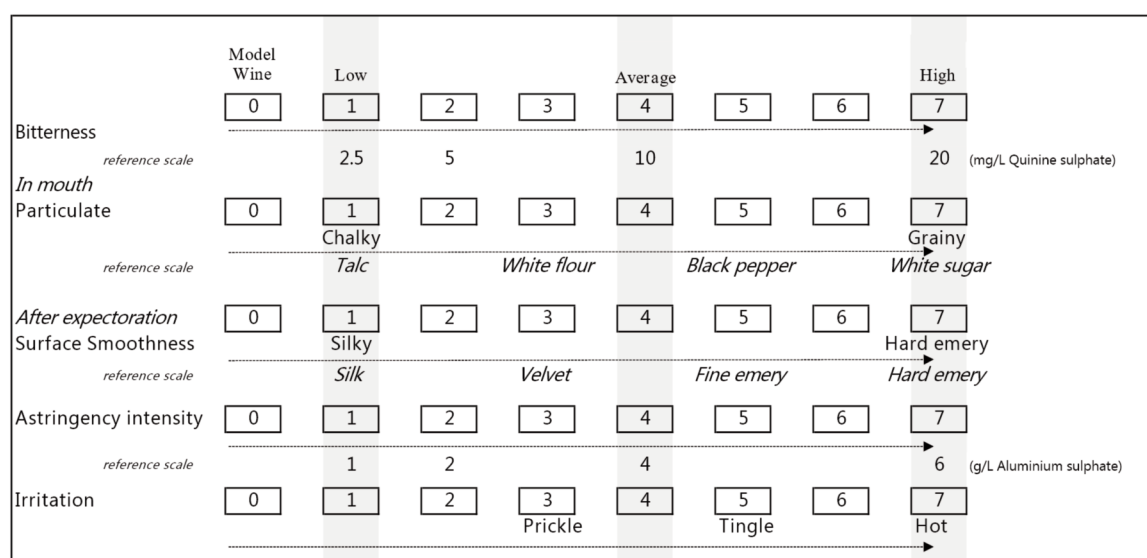 Model
Wine Low Average High
0 1 2 3 4 5 6 7
Bitterness
reference scale 2.5 5 10 20 (mg/L Quinine sulphate)
In mouth
Particulate 0 1 2 3 4 5 6 7
Chalky Grainy
reference scale Talc White flour Black pepper White sugar
After expectoration 0 1 2 3 4 5 6 7
Surface Smoothness Silky Hard emery
reference scale Silk Velvet Fine emery Hard emery
Astringency intensity 0 1 2 3 4 5 6 7
reference scale 1 2 4 6 (g/L Aluminium sulphate)
Irritation 0 1 2 3 4 5 6 7
Prickle Tingle Hot